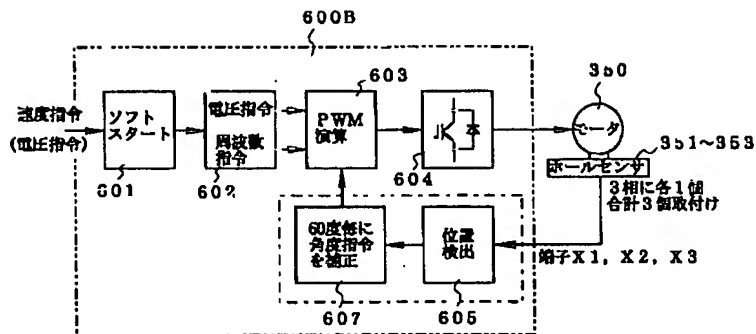 600B
速度指令
(電圧指令)
ソフト
スタート
601
電圧指令
周波数
指令
602
603
PWM
演算
604
350
モータ
351~353
ホールセンサ
3相に各1個
合計3個取付け
端子X1, X2, X3
60度毎に
角度指令
を補正
607
位置
検出
605